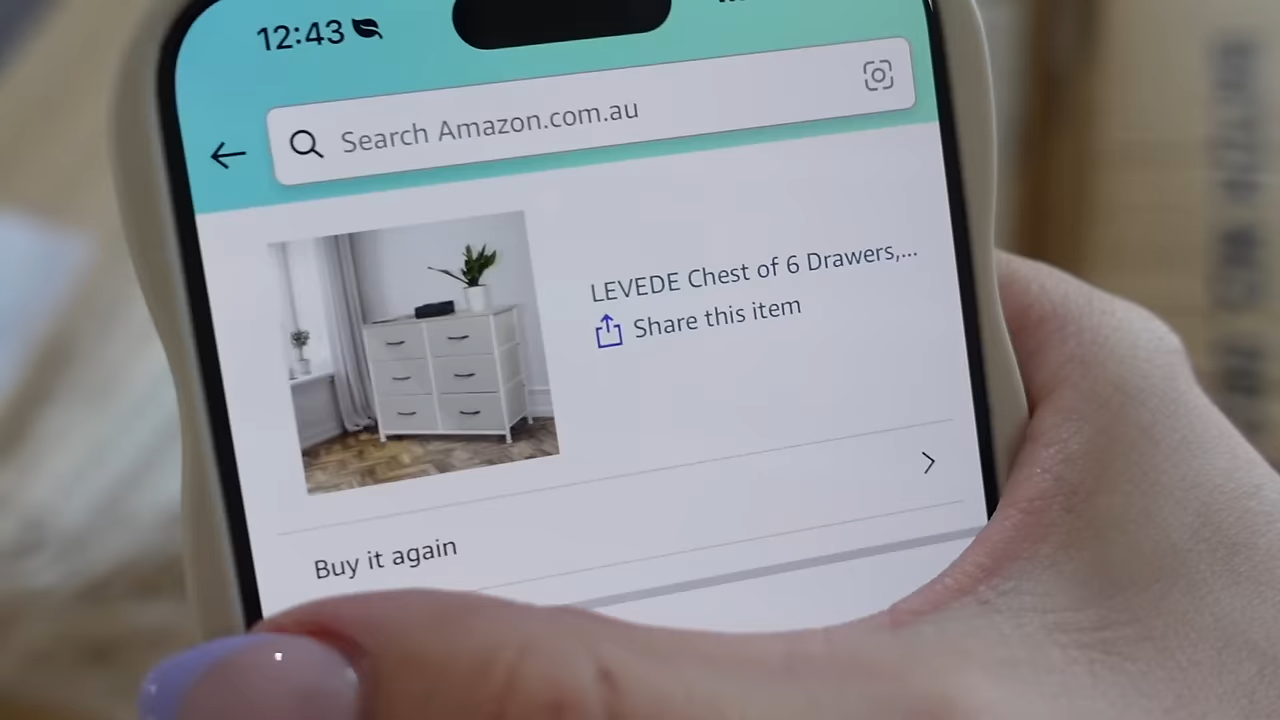 12:43
Search Amazon.com.au
LEVEDE Chest of 6 Drawers,...
Share this item
Buy it again